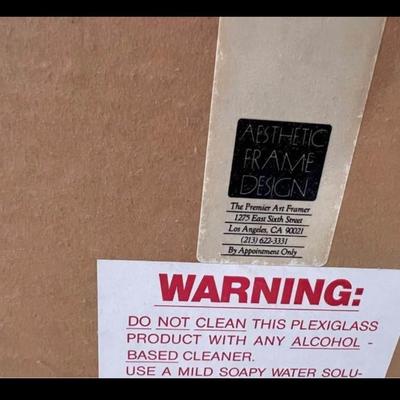 AESTHETIC
FRAME
DESIGN
The Premier Art Framer
1275 East Sixth Street
Los Angeles, CA 90021
(213) 622-3331
By Appointment Only
WARNING:
DO NOT CLEAN THIS PLEXIGLASS
PRODUCT WITH ANY ALCOHOL -
BASED CLEANER.
USE A MILD SOAPY WATER SOLU-